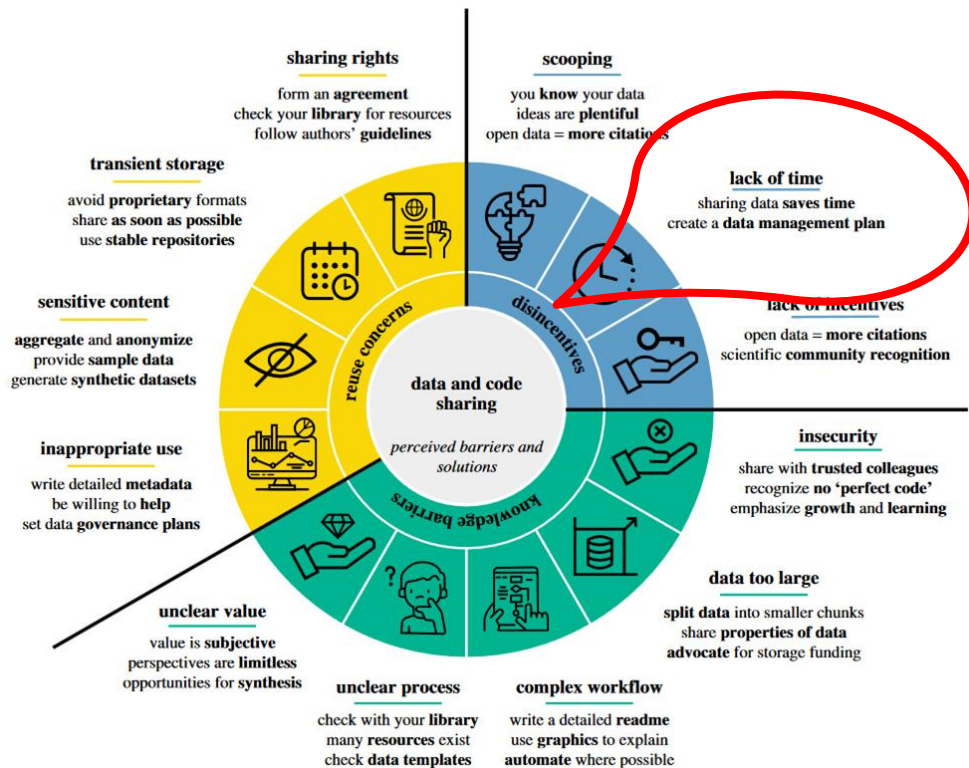 sharing rights
form an agreement
check your library for resources
follow authors' guidelines
scooping
you know your data
ideas are plentiful
open data = more citations
lack of time
sharing data saves time
create a data management plan
lack of incentives
open data = more citations
scientific community recognition
insecurity
share with trusted colleagues
recognize no 'perfect code'
emphasize growth and learning
data too large
split data into smaller chunks
share properties of data
advocate for storage funding
complex workflow
write a detailed readme
use graphics to explain
automate where possible
unclear process
check with your library
many resources exist
check data templates
unclear value
value is subjective
perspectives are limitless
opportunities for synthesis
inappropriate use
write detailed metadata
be willing to help
set data governance plans
sensitive content
aggregate and anonymize
provide sample data
generate synthetic datasets
transient storage
avoid proprietary formats
share as soon as possible
use stable repositories
reuse concerns
disincentives
knowledge barriers
data and code
sharing
perceived barriers and
solutions
?